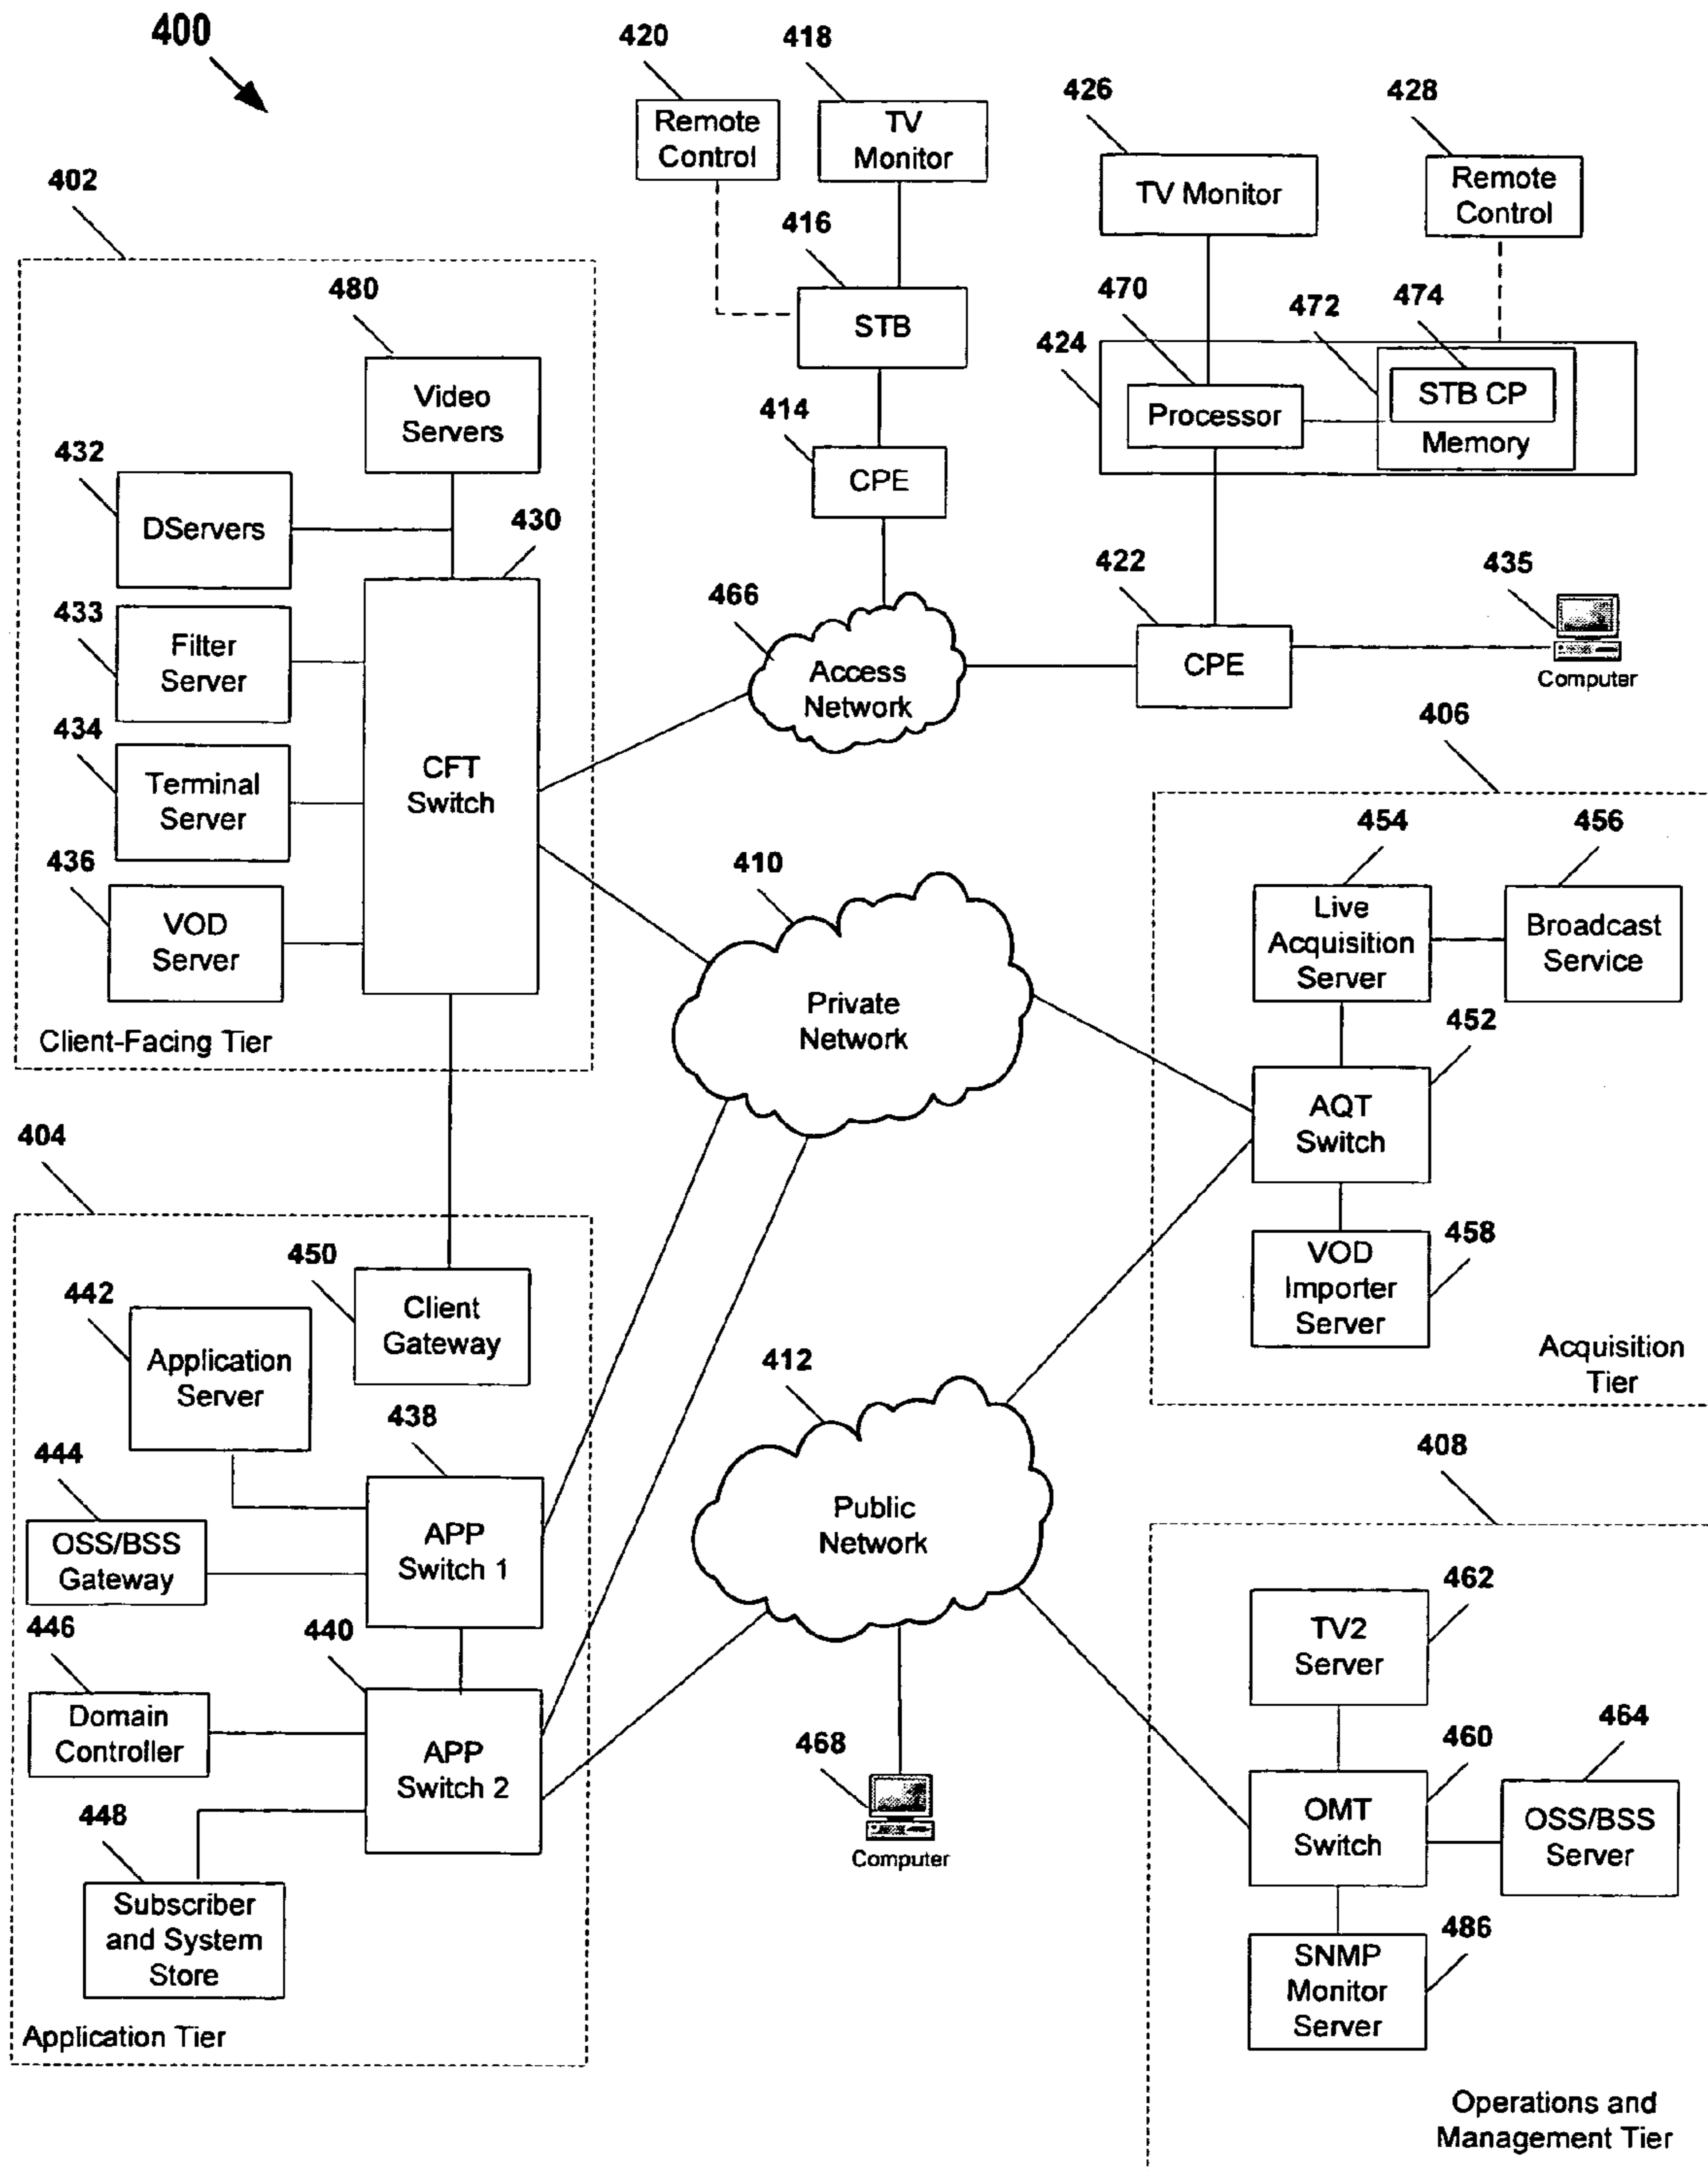 400
420
418
426
428
Remote
Control
TV
Monitor
TV Monitor
Remote
Control
402
416
480
STB
470
472
474
424
STB CP
Processor
Memory
Video
Servers
414
CPE
432
DServers
430
422
435
433
466
Filter
Server
Access
Network
CPE
Computer
434
406
Terminal
Server
CFT
Switch
454
456
436
410
VOD
Server
Live
Acquisition
Server
Broadcast
Service
Private
Network
452
Client-Facing Tier
AQT
Switch
404
450
458
442
Client
Gateway
VOD
Importer
Server
Application
Server
412
Acquisition
Tier
438
444
408
OSS/BSS
Gateway
APP
Switch 1
Public
Network
462
446
440
TV2
Server
Domain
Controller
APP
Switch 2
468
460
464
Computer
OMT
Switch
OSS/BSS
Server
448
Subscriber
and System
Store
486
SNMP
Monitor
Server
Application Tier
Operations and
Management Tier